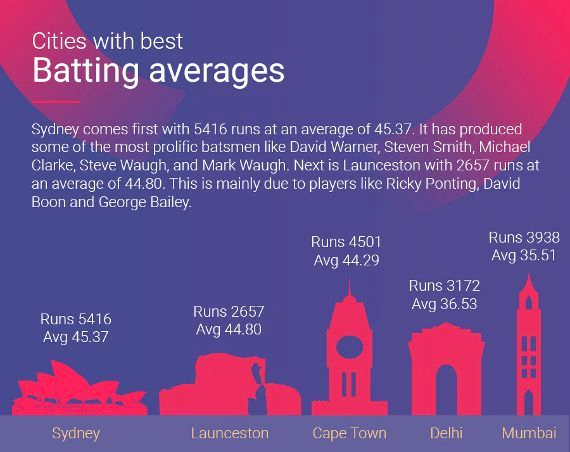 Cities with best
Batting averages
Sydney comes first with 5416 runs at an average of 45.37. It has produced
some of the most prolific batsmen like David Warner, Steven Smith, Michael
Clarke, Steve Waugh, and Mark Waugh. Next is Launceston with 2657 runs at
an average of 44.80. This is mainly due to players like Ricky Ponting, David
Boon and George Bailey.
Runs 5416
Avg 45.37
Runs 2657
Avg 44.80
Runs 4501
Avg 44.29
Runs 3172
Avg 36.53
Runs 3938
Avg 35.51
Sydney
Launceston
Cape Town
Delhi
Mumbai